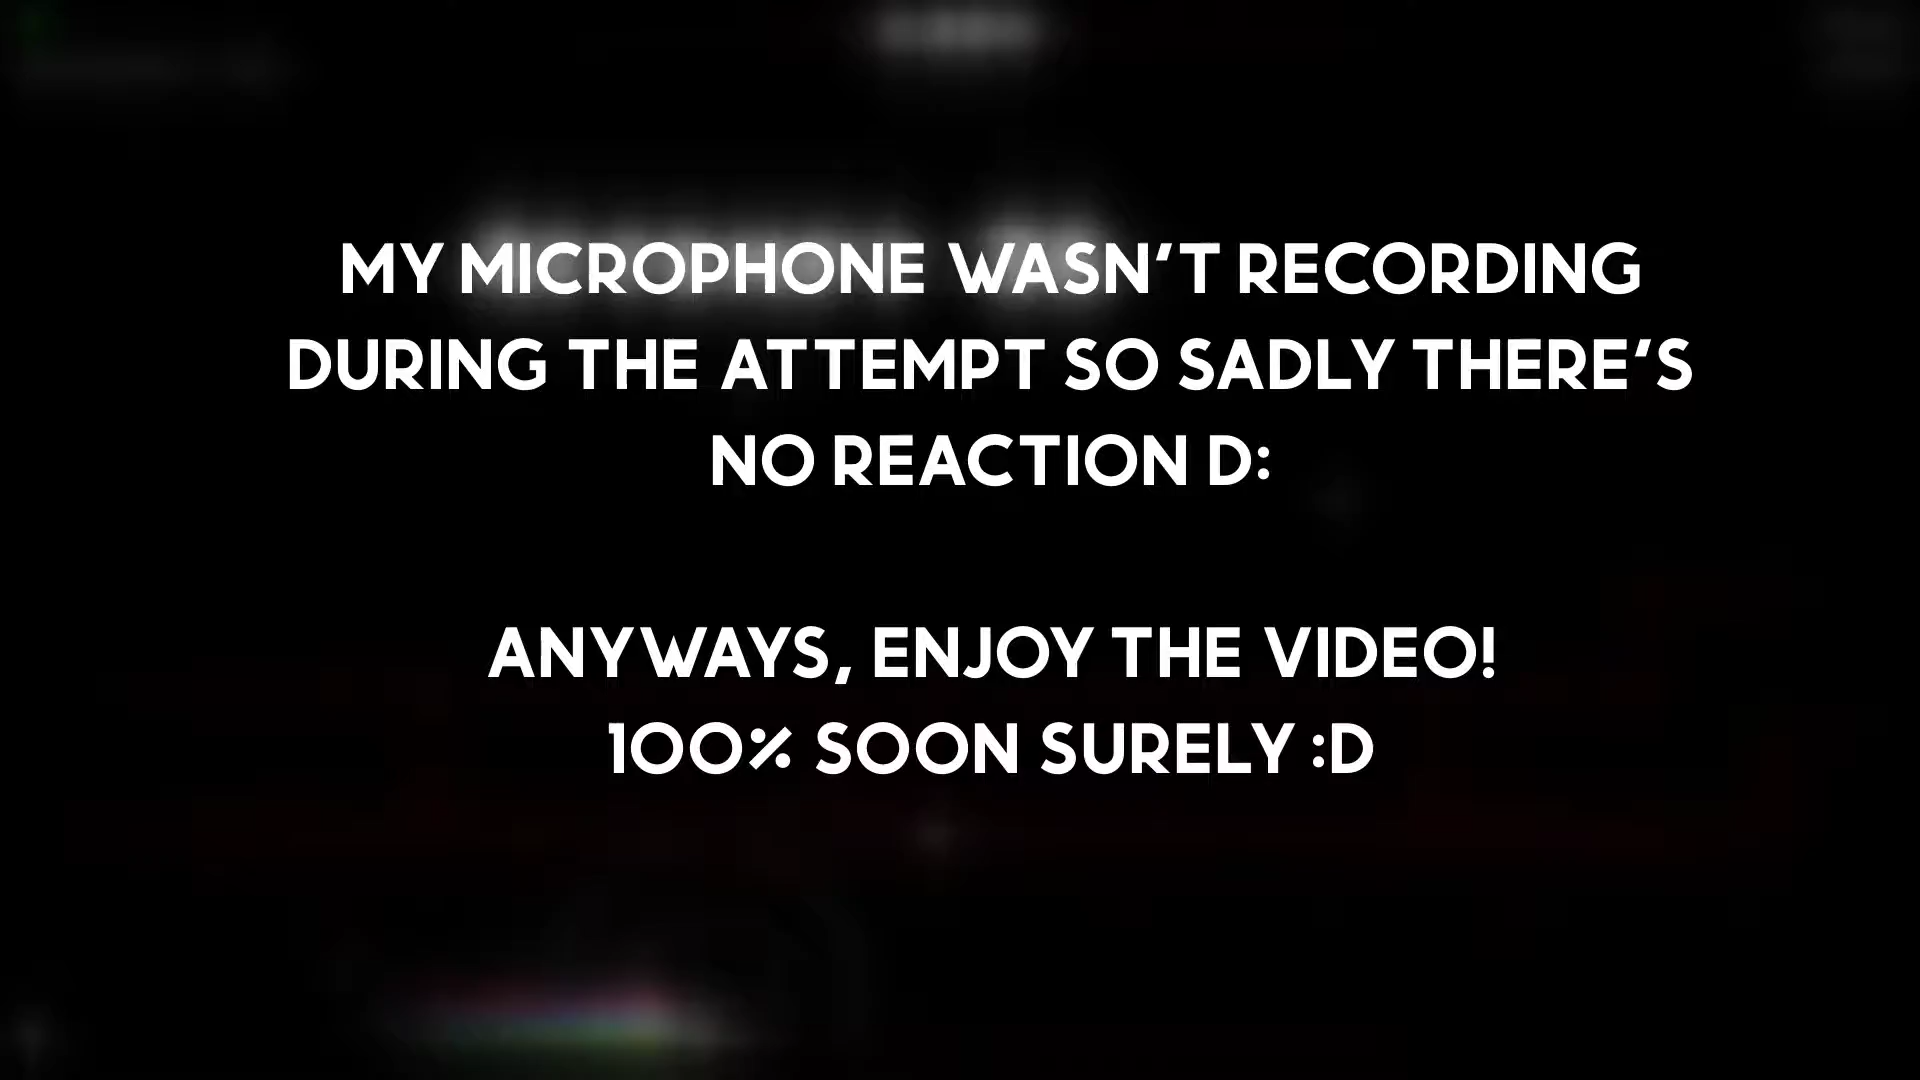 MY MICROPHONE WASN'T RECORDING
DURING THE ATTEMPT SO SADLY THERE'S
NO REACTION D:
ANYWAYS, ENJOY THE VIDEO!
100% SOON SURELY :D